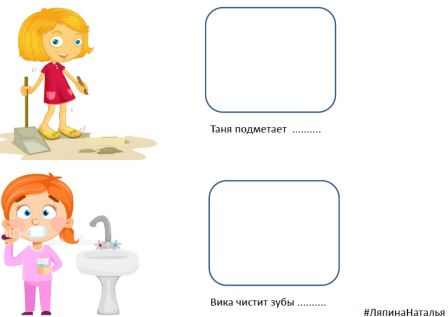 Таня подметает ..........
Вика чистит зубы ..........
#ЛяпинаНаталья